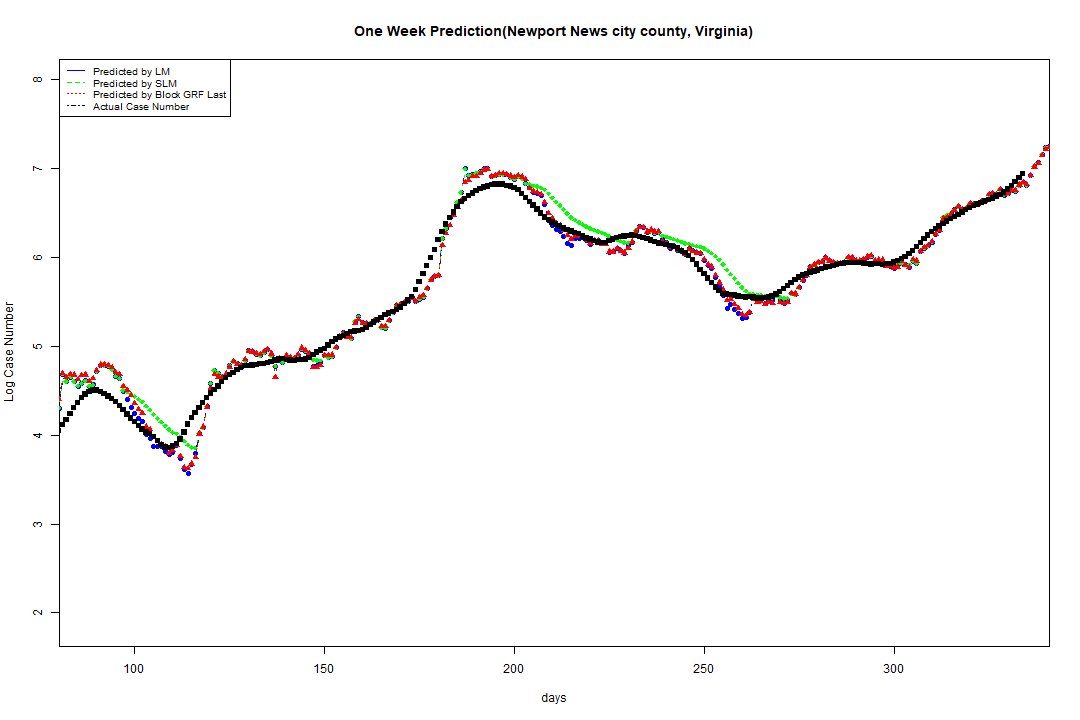 One Week Prediction(Newport News city county, Virginia)
Predicted by LM
Predicted by SLM
Predicted by Block GRF Last
Actual Case Number
8
7
6
5
4
3
2
Log Case Number
100 150 200 250 300
days